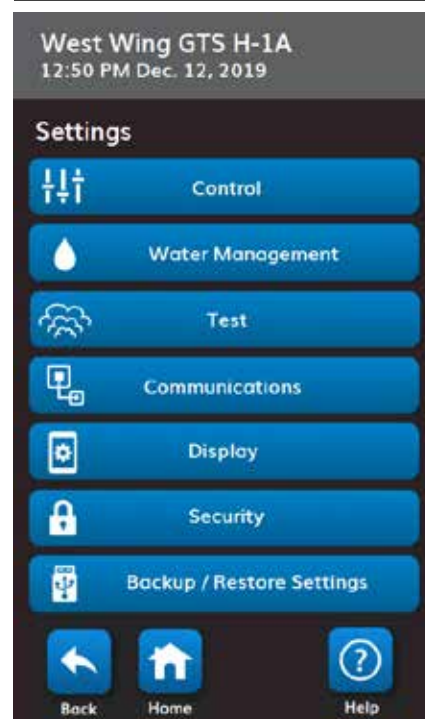 West Wing GTS H-1A
12:50 PM Dec. 12, 2019
Settings
Control
Water Management
Test
Communications
Display
Security
Backup / Restore Settings
Back Home Help